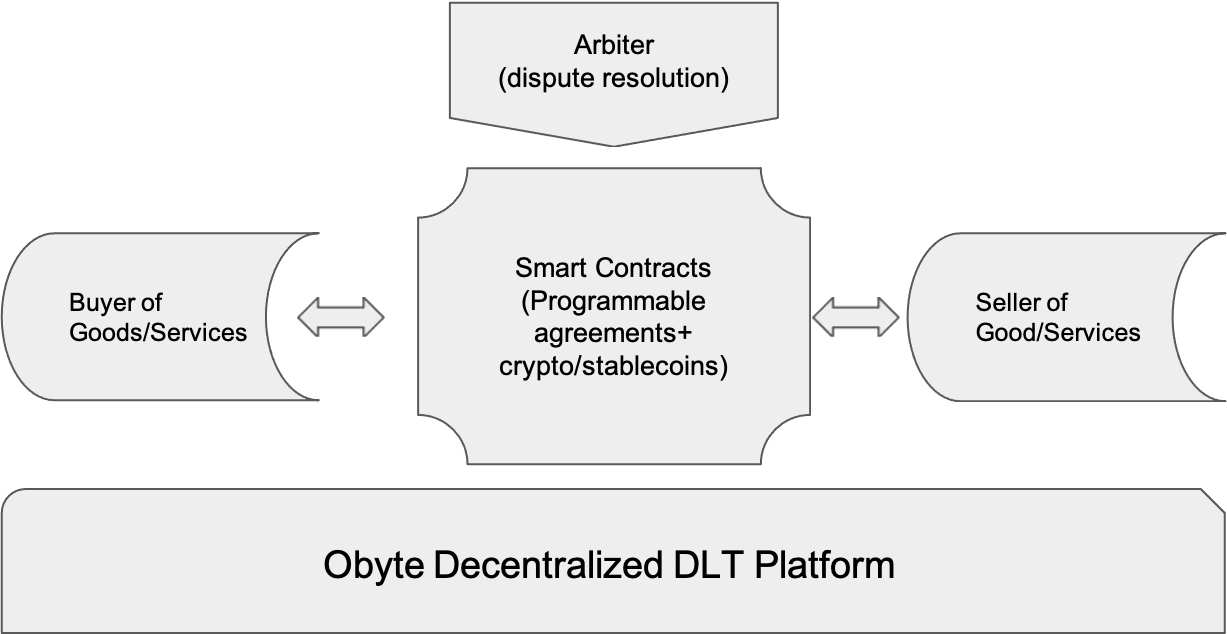 Arbiter
(dispute resolution)
Smart Contracts
(Programmable
agreements+
crypto/stablecoins)
Buyer of
Goods/Services
Seller of
Good/Services
Obyte Decentralized DLT Platform